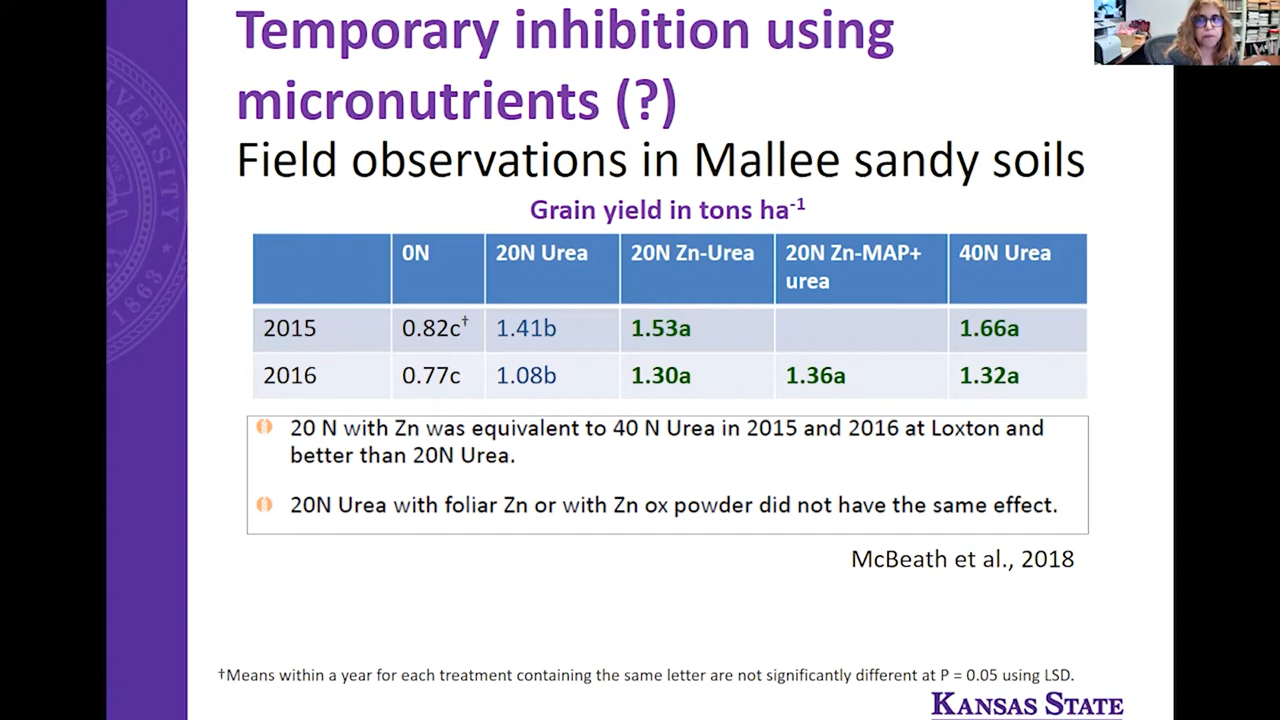 Temporary inhibition using
micronutrients (?)
Field observations in Mallee sandy soils
Grain yield in tons ha⁻¹
0N 20N Urea 20N Zn-Urea 20N Zn-MAP+ 40N Urea
urea
2015 0.82c† 1.41b 1.53a 1.66a
2016 0.77c 1.08b 1.30a 1.36a 1.32a
20 N with Zn was equivalent to 40 N Urea in 2015 and 2016 at Loxton and
better than 20N Urea.
20N Urea with foliar Zn or with Zn ox powder did not have the same effect.
McBeath et al., 2018
†Means within a year for each treatment containing the same letter are not significantly different at P = 0.05 using LSD.
KANSAS STATE
1863